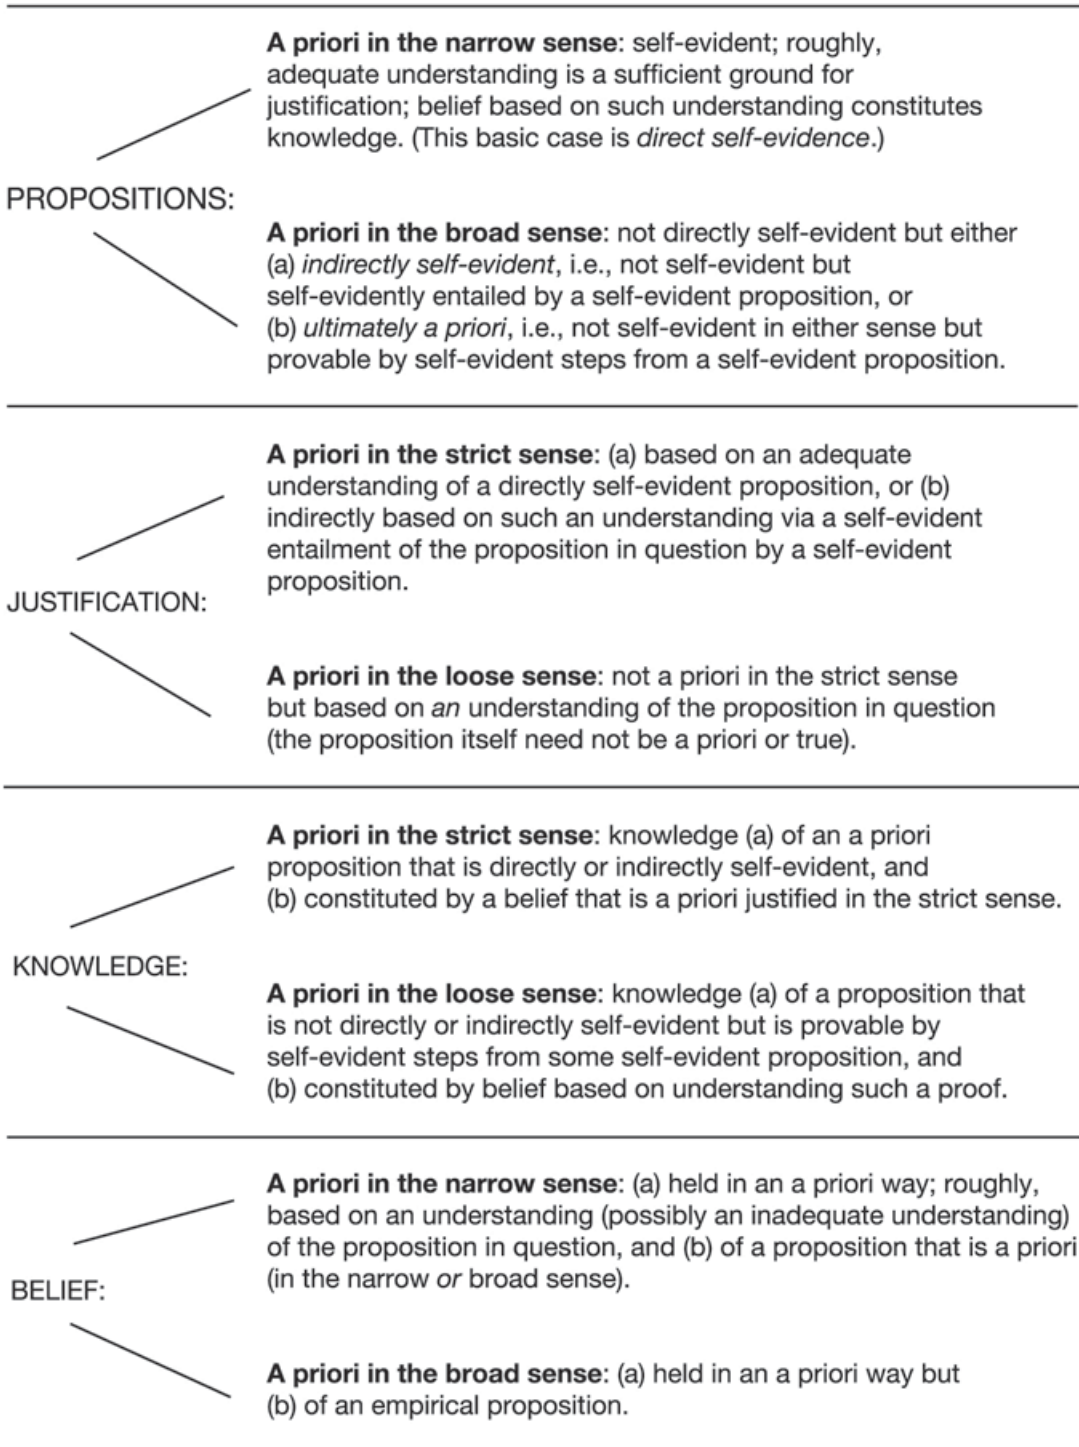 A priori in the narrow sense: self-evident; roughly,
adequate understanding is a sufficient ground for
justification; belief based on such understanding constitutes
knowledge. (This basic case is direct self-evidence.)
PROPOSITIONS:
A priori in the broad sense: not directly self-evident but either
(a) indirectly self-evident, i.e., not self-evident but
self-evidently entailed by a self-evident proposition, or
(b) ultimately a priori, i.e., not self-evident in either sense but
provable by self-evident steps from a self-evident proposition.
A priori in the strict sense: (a) based on an adequate
understanding of a directly self-evident proposition, or (b)
indirectly based on such an understanding via a self-evident
entailment of the proposition in question by a self-evident
proposition.
JUSTIFICATION:
A priori in the loose sense: not a priori in the strict sense
but based on an understanding of the proposition in question
(the proposition itself need not be a priori or true).
A priori in the strict sense: knowledge (a) of an a priori
proposition that is directly or indirectly self-evident, and
(b) constituted by a belief that is a priori justified in the strict sense.
KNOWLEDGE:
A priori in the loose sense: knowledge (a) of a proposition that
is not directly or indirectly self-evident but is provable by
self-evident steps from some self-evident proposition, and
(b) constituted by belief based on understanding such a proof.
A priori in the narrow sense: (a) held in an a priori way; roughly,
based on an understanding (possibly an inadequate understanding)
of the proposition in question, and (b) of a proposition that is a priori
(in the narrow or broad sense).
BELIEF:
A priori in the broad sense: (a) held in an a priori way but
(b) of an empirical proposition.